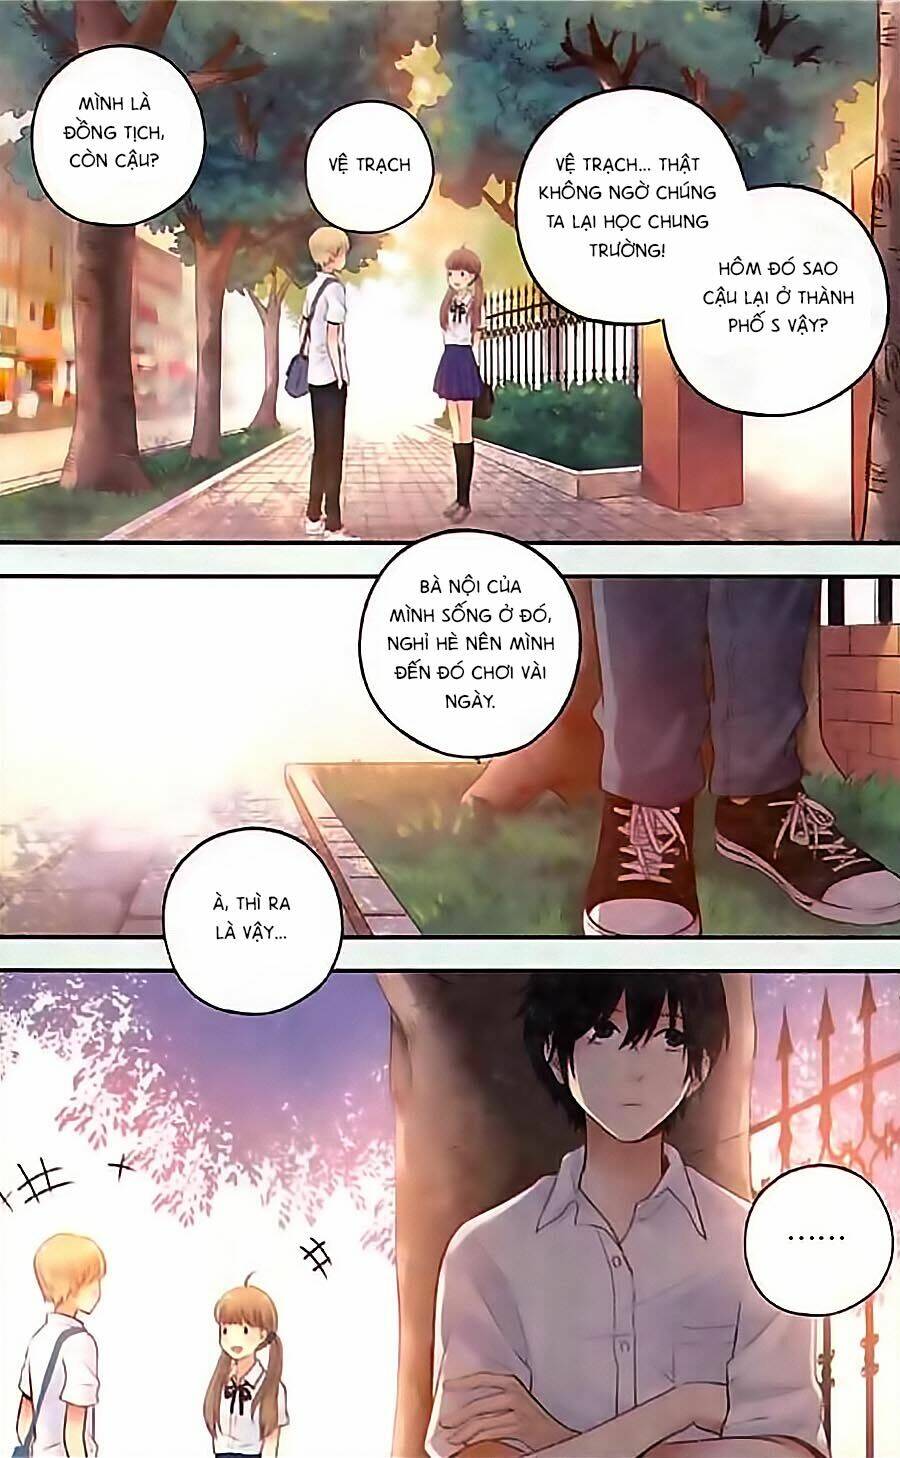 MÌNH LÀ
ĐỒNG TỊCH,
CÒN CẬU?
VỆ TRẠCH
VỆ TRẠCH... THẬT
KHÔNG NGỜ CHÚNG
TA LẠI HỌC CHUNG
TRƯỜNG!
HÔM ĐÓ SAO
CẬU LẠI Ở THÀNH
PHỐ S VẬY?
BÀ NỘI CỦA
MÌNH SỐNG Ở ĐÓ,
NGHỈ HÈ NÊN MÌNH
ĐẾN ĐÓ CHƠI VÀI
NGÀY.
À, THÌ RA
LÀ VẬY...
......